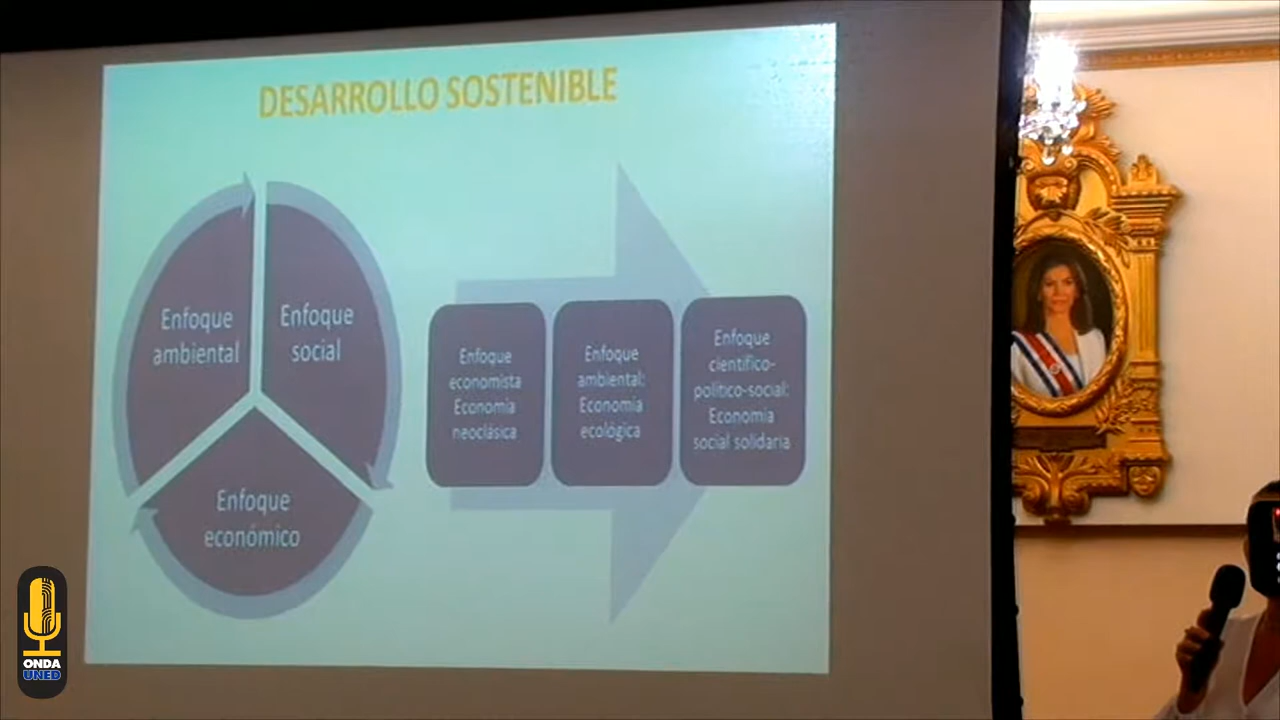 DESARROLLO SOSTENIBLE
Enfoque
ambiental
Enfoque
social
Enfoque
económico
Enfoque
economista
Economía
neoclásica
Enfoque
ambiental:
Economía
ecológica
Enfoque
científico-
político-social:
Economía
social solidaria
ONDA
UNED